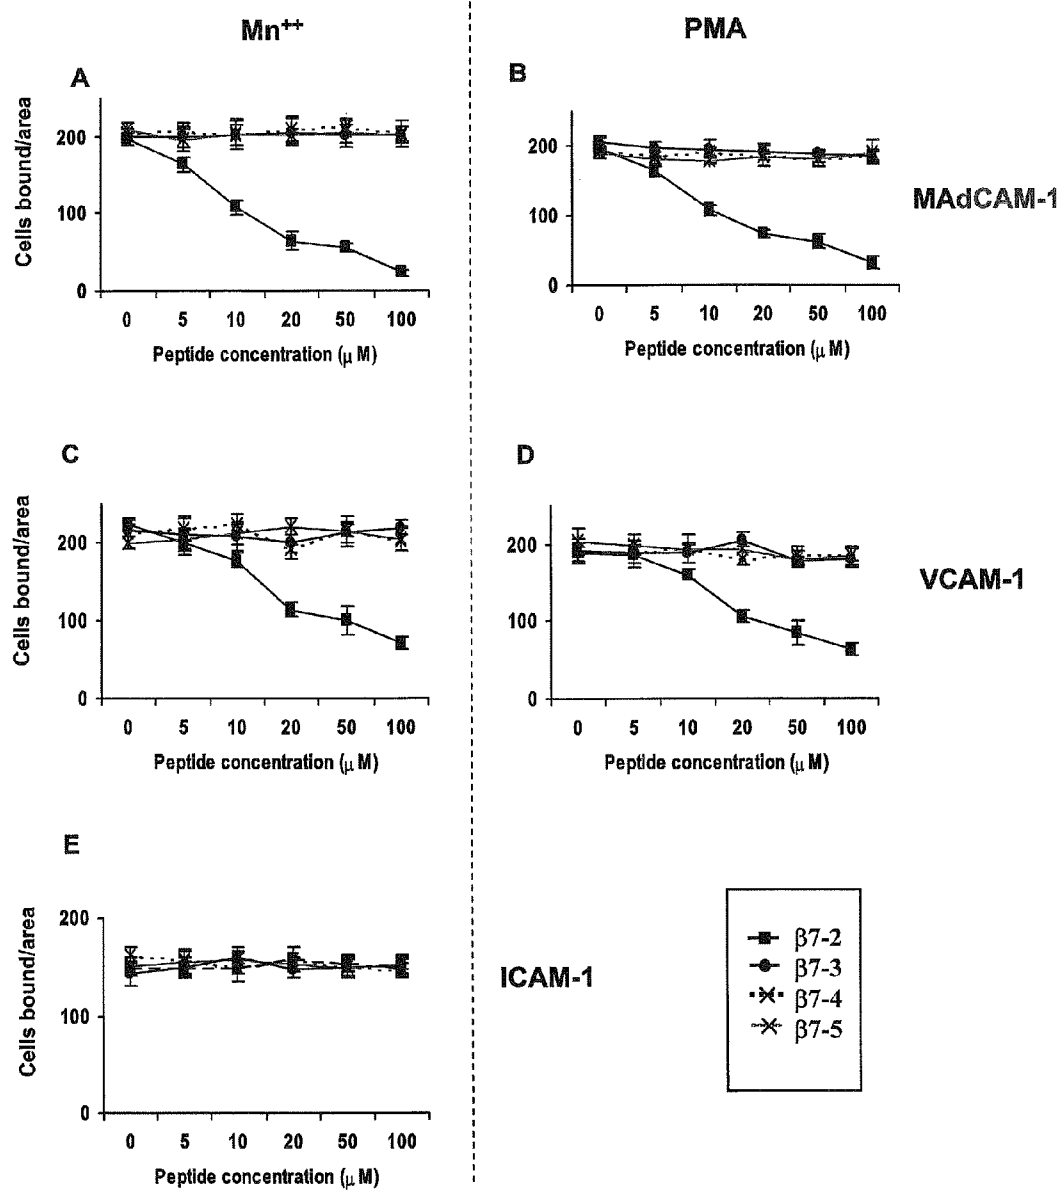 Mn++
PMA
A
Cells bound/area
200
100
0
0 5 10 20 50 100
Peptide concentration (μ M)
B
200
100
0
0 5 10 20 50 100
Peptide concentration (μ M)
MAdCAM-1
C
Cells bound/area
200
100
0
0 5 10 20 50 100
Peptide concentration (μ M)
D
200
100
0
0 5 10 20 50 100
Peptide concentration (μ M)
VCAM-1
E
Cells bound/area
200
100
0
0 5 10 20 50 100
Peptide concentration (μ M)
ICAM-1
β7-2
β7-3
β7-4
β7-5